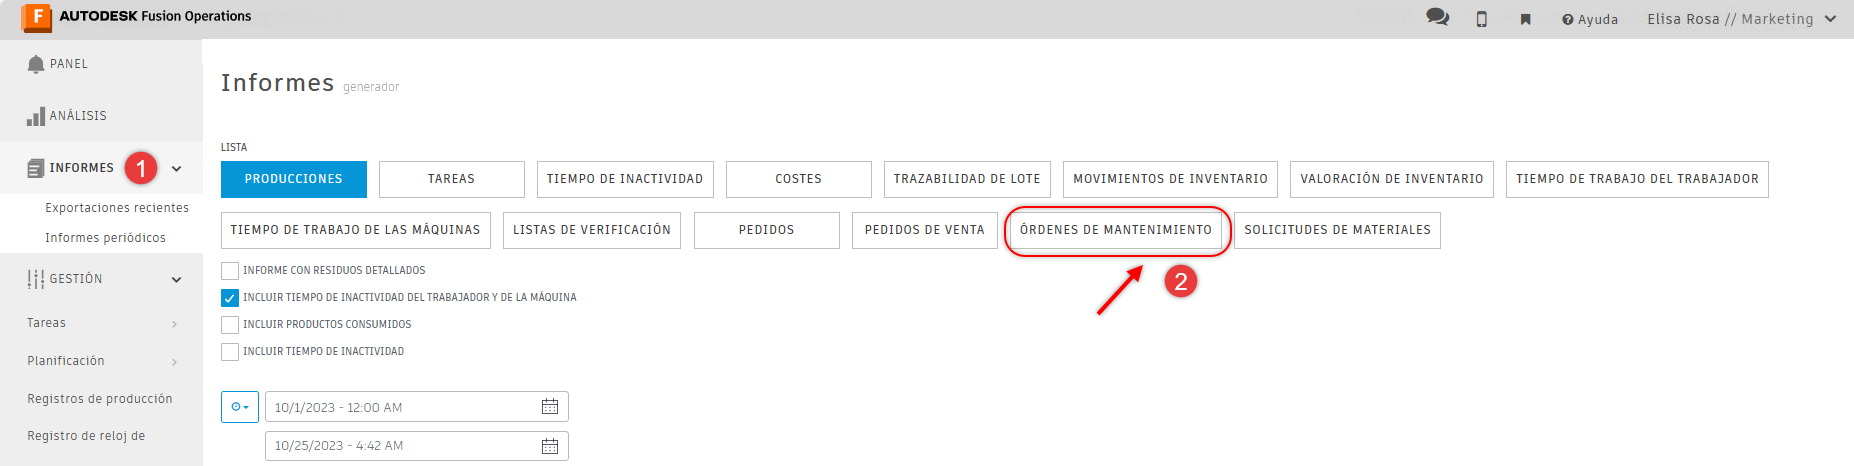 F AUTODESK Fusion Operations
Ayuda
Elisa Rosa // Marketing
PANEL
ANÁLISIS
INFORMES 1
Exportaciones recientes
Informes periódicos
GESTIÓN
Tareas
Planificación
Registros de producción
Registro de reloj de
Informes generador
LISTA
PRODUCCIONES TAREAS TIEMPO DE INACTIVIDAD COSTES TRAZABILIDAD DE LOTE MOVIMIENTOS DE INVENTARIO VALORACIÓN DE INVENTARIO TIEMPO DE TRABAJO DEL TRABAJADOR
TIEMPO DE TRABAJO DE LAS MÁQUINAS LISTAS DE VERIFICACIÓN PEDIDOS PEDIDOS DE VENTA ÓRDENES DE MANTENIMIENTO SOLICITUDES DE MATERIALES
2
INFORME CON RESIDUOS DETALLADOS
INCLUIR TIEMPO DE INACTIVIDAD DEL TRABAJADOR Y DE LA MÁQUINA
INCLUIR PRODUCTOS CONSUMIDOS
INCLUIR TIEMPO DE INACTIVIDAD
10/1/2023 - 12:00 AM
10/25/2023 - 4:42 AM